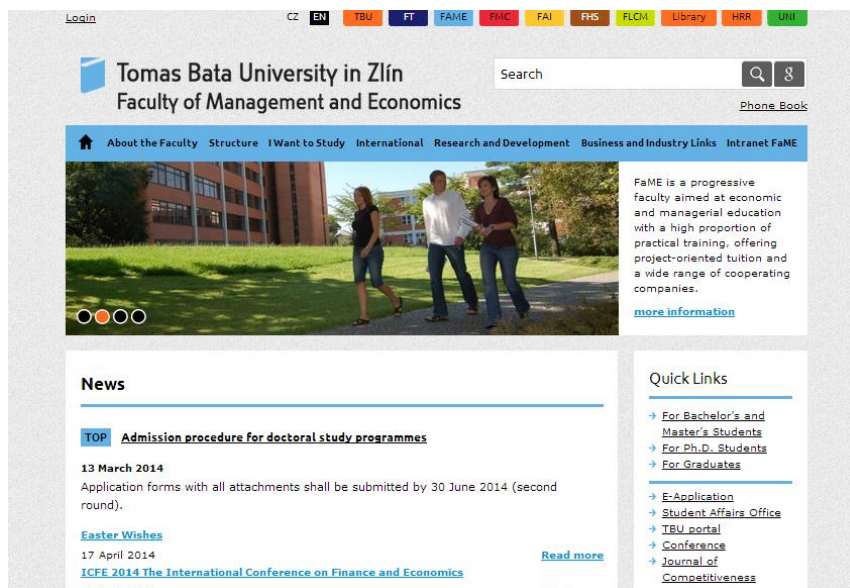 Login
CZ EN TBU FT FAME FMC FAI FHS FLCM Library HRR UNI
Tomas Bata University in Zlín
Faculty of Management and Economics
Search
Phone Book
About the Faculty Structure I Want to Study International Research and Development Business and Industry Links Intranet FaME
FaME is a progressive
faculty aimed at economic
and managerial education
with a high proportion of
practical training, offering
project-oriented tuition and
a wide range of cooperating
companies.
more information
News
TOP Admission procedure for doctoral study programmes
13 March 2014
Application forms with all attachments shall be submitted by 30 June 2014 (second
round).
Easter Wishes
17 April 2014 Read more
ICFE 2014 The International Conference on Finance and Economics
Quick Links
For Bachelor's and
Master's Students
For Ph.D. Students
For Graduates
E-Application
Student Affairs Office
TBU portal
Conference
Journal of
Competitiveness